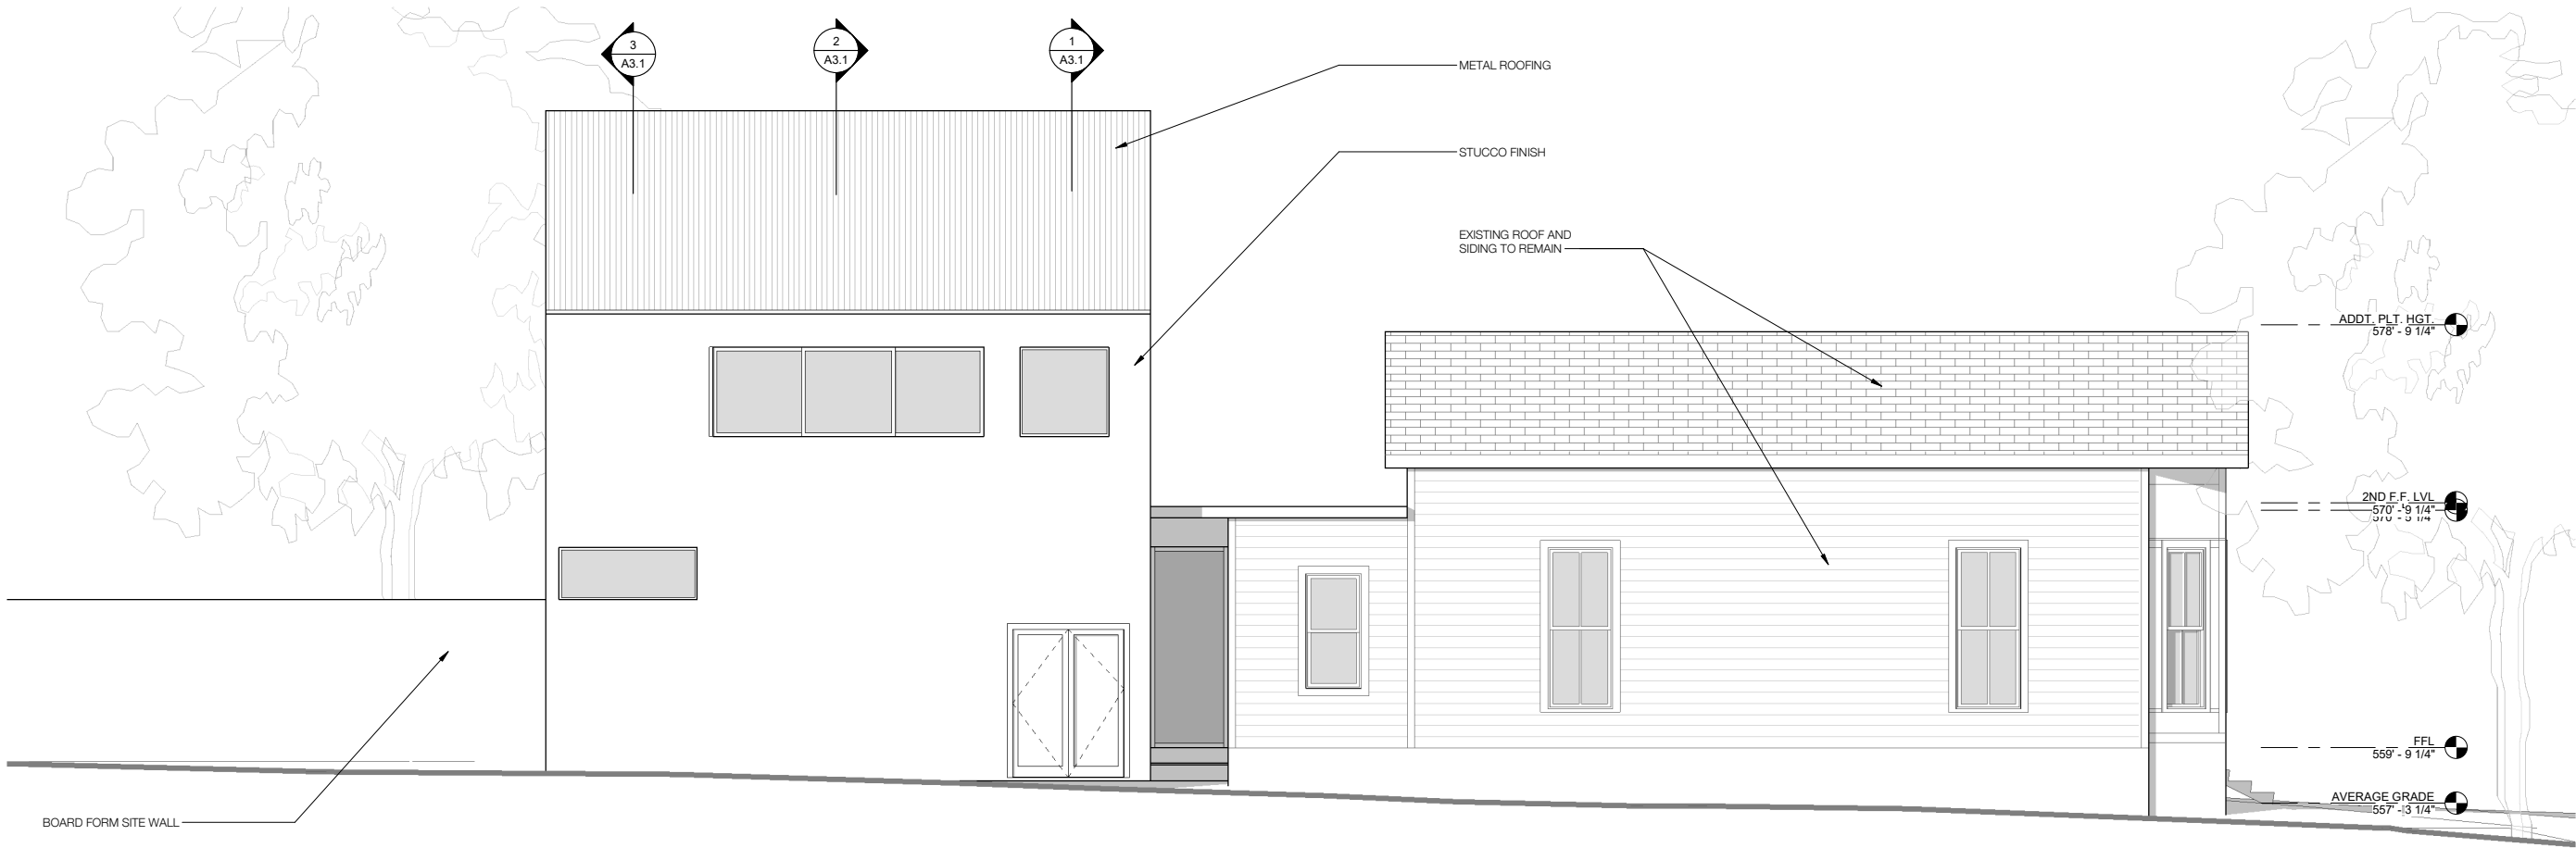 3
A3.1
2
A3.1
1
A3.1
METAL ROOFING
STUCCO FINISH
EXISTING ROOF AND
SIDING TO REMAIN
ADDT. PLT. HGT.
578' - 9 1/4"
2ND F.F. LVL
570' - 9 1/4"
FFL
559' - 9 1/4"
AVERAGE GRADE
557' - 3 1/4"
BOARD FORM SITE WALL